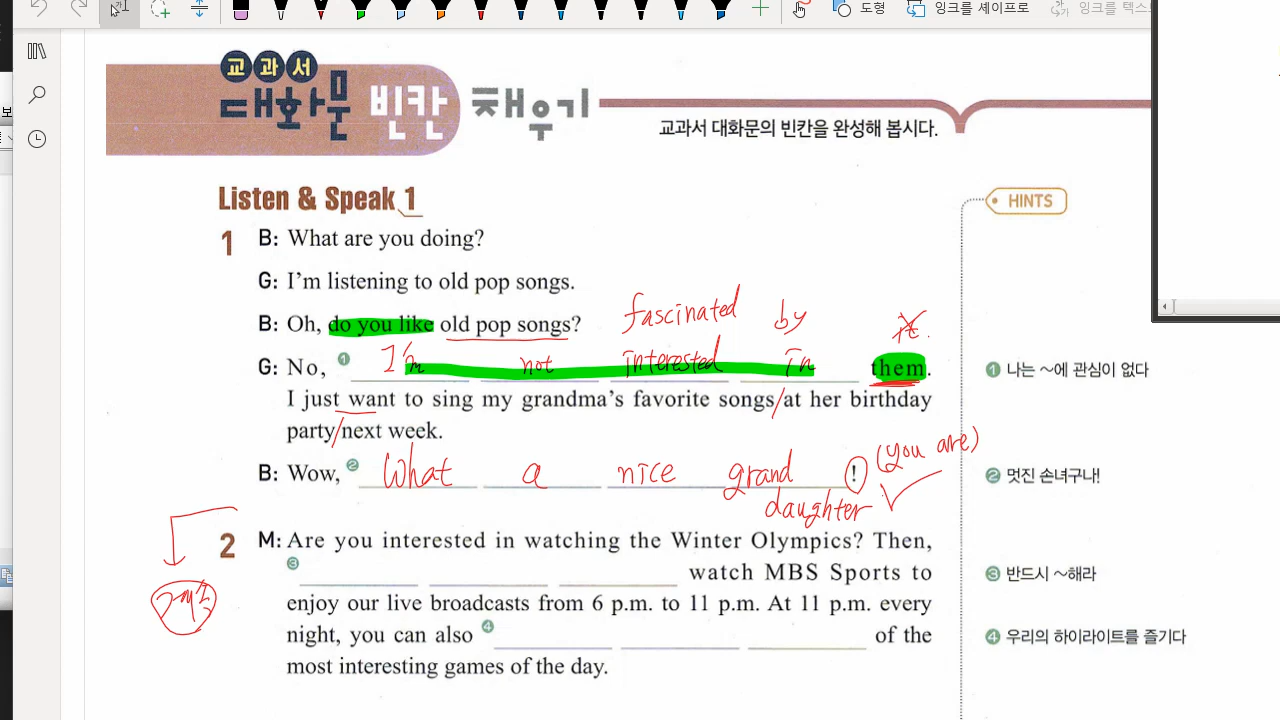 도형
잉크를 셰이프로
잉크를 텍스
보
교과서
대화문 빈칸 채우기
교과서 대화문의 빈칸을 완성해 봅시다.
Listen & Speak 1
HINTS
1 B: What are you doing?
G: I'm listening to old pop songs.
fascinated by it.
B: Oh, do you like old pop songs?
G: No, ❶ I'm not interested in them.
❶ 나는 ~에 관심이 없다
I just want to sing my grandma's favorite songs/at her birthday
party/next week.
B: Wow, ❷ What a nice grand ! (you are)
daughter
❷ 멋진 손녀구나!
2 M: Are you interested in watching the Winter Olympics? Then,
❸ watch MBS Sports to
❸ 반드시 ~해라
enjoy our live broadcasts from 6 p.m. to 11 p.m. At 11 p.m. every
night, you can also ❹ of the
❹ 우리의 하이라이트를 즐기다
most interesting games of the day.